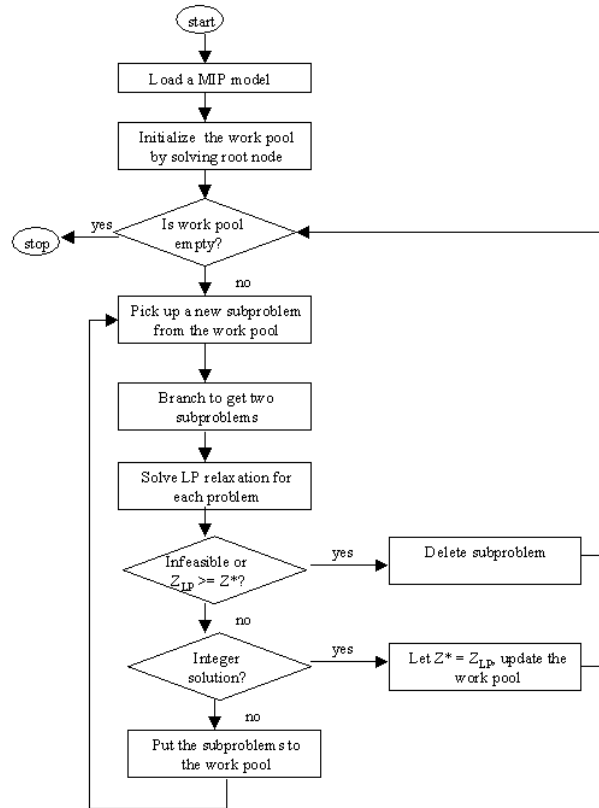 start
Load a MIP model
Initialize the work pool
by solving root node
Is work pool
empty?
yes
stop
no
Pick up a new subproblem
from the work pool
Branch to get two
subproblems
Solve LP relaxation for
each problem
Infeasible or
Z_LP >= Z*?
yes
Delete subproblem
no
Integer
solution?
yes
Let Z* = Z_LP, update the
work pool
no
Put the subproblems to
the work pool